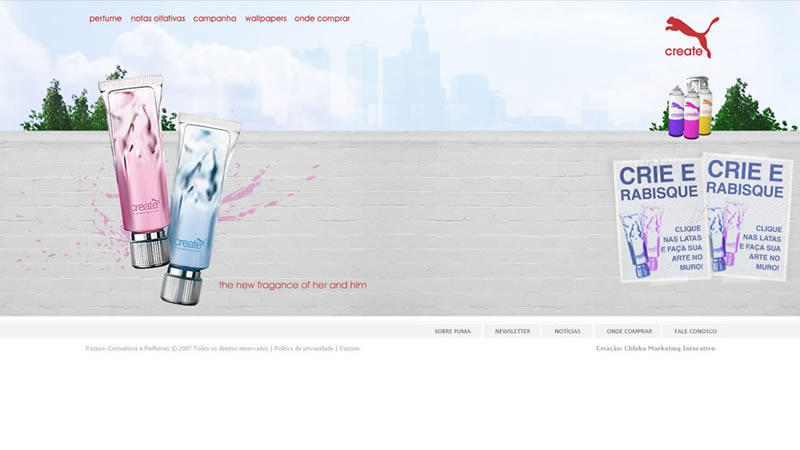 perfume notas olfativas campanha wallpapers onde comprar
create
create
create
the new fragance of her and him
CRIE E
RABISQUE
CLIQUE
NAS LATAS
E FAÇA SUA
ARTE NO
MURO!
CRIE E
RABISQUE
CLIQUE
NAS LATAS
E FAÇA SUA
ARTE NO
MURO!
SOBRE PUMA NEWSLETTER NOTÍCIAS ONDE COMPRAR FALE CONOSCO
Passion Cosméticos e Perfumes © 2007 Todos os direitos reservados | Política de privacidade | Passion
Criação: Chleba Marketing Interativo